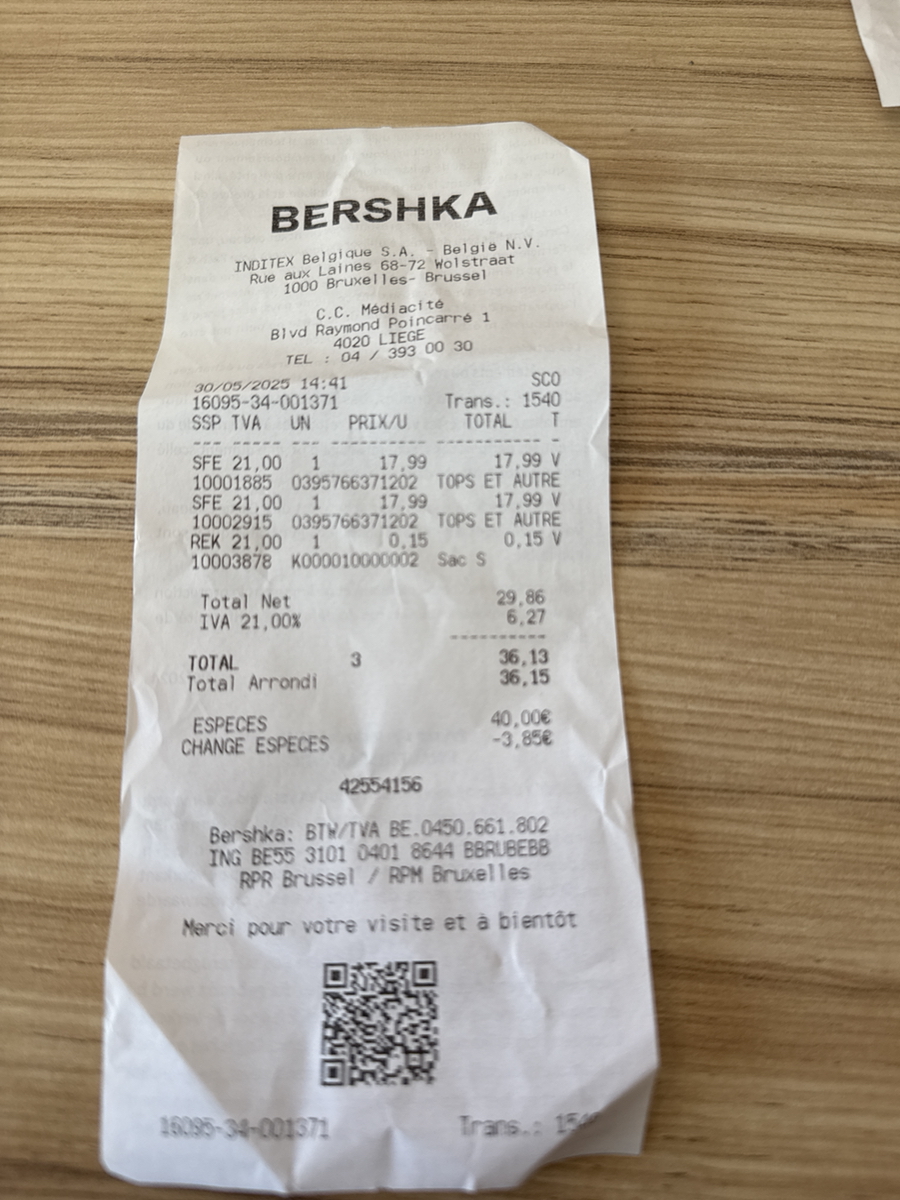 BERSHKA
INDITEX Belgique S.A. - België N.V.
Rue aux Laines 68-72 Wolstraat
1000 Bruxelles- Brussel
C.C. Médiacité
Blvd Raymond Poincarré 1
4020 LIEGE
TEL : 04 / 393 00 30
30/05/2025 14:41 SCO
16095-34-001371 Trans.: 1540
SSP TVA UN PRIX/U TOTAL T
--- ----- --- ---------- ----------- -
SFE 21,00 1 17,99 17,99 V
10001885 0395766371202 TOPS ET AUTRE
SFE 21,00 1 17,99 17,99 V
10002915 0395766371202 TOPS ET AUTRE
REK 21,00 1 0,15 0,15 V
10003878 K000010000002 Sac S
Total Net 29,86
IVA 21,00% 6,27
----------
TOTAL 3 36,13
Total Arrondi 36,15
ESPECES 40,00€
CHANGE ESPECES -3,85€
42554156
Bershka: BTW/TVA BE.0450.661.802
ING BE55 3101 0401 8644 BBRUBEBB
RPR Brussel / RPM Bruxelles
Merci pour votre visite et à bientôt
16095-34-001371 Trans.: 154